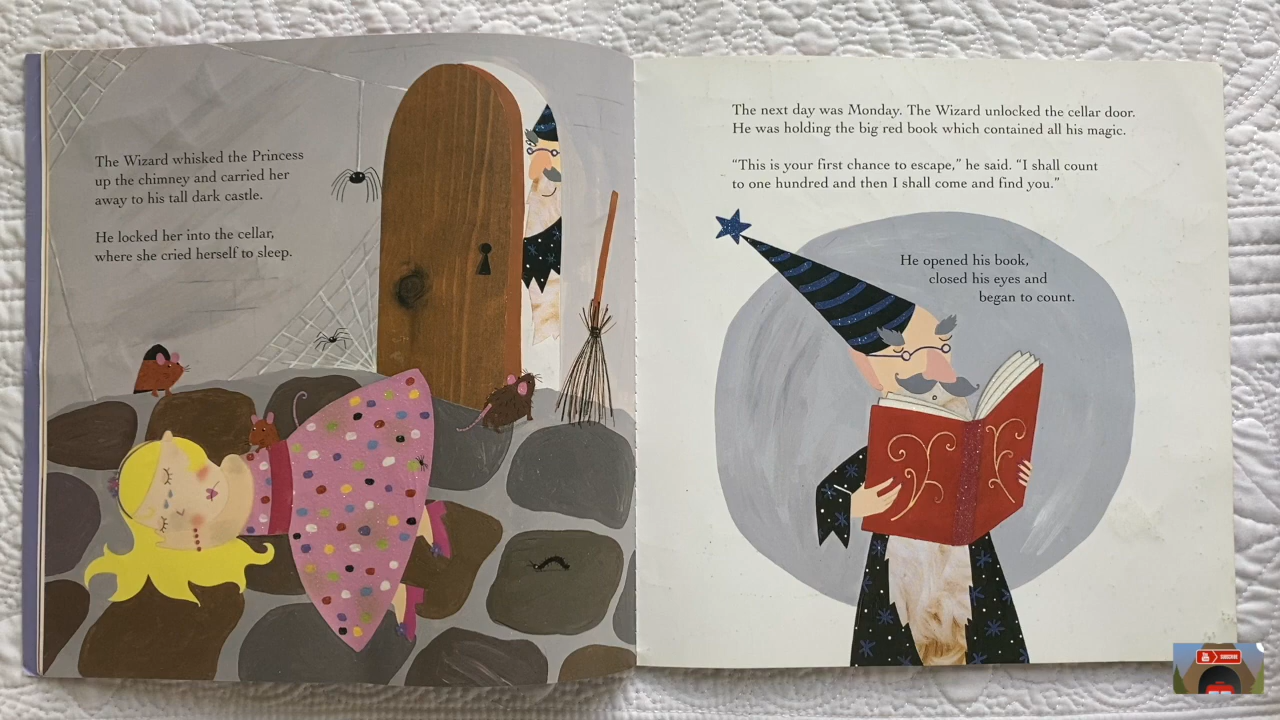 The Wizard whisked the Princess
up the chimney and carried her
away to his tall dark castle.
He locked her into the cellar,
where she cried herself to sleep.
The next day was Monday. The Wizard unlocked the cellar door.
He was holding the big red book which contained all his magic.
“This is your first chance to escape,” he said. “I shall count
to one hundred and then I shall come and find you.”
He opened his book,
closed his eyes and
began to count.
SUBSCRIBE